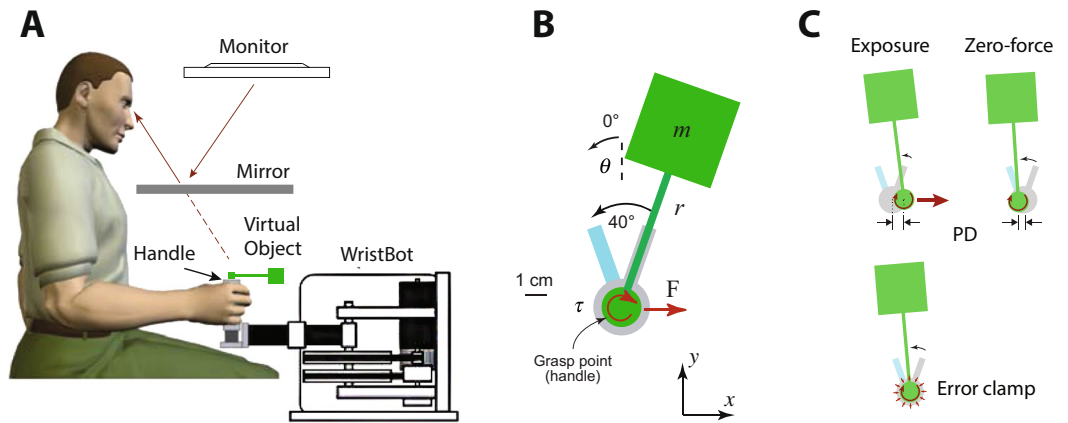 A
Monitor
Mirror
Virtual
Object
Handle
WristBot
B
0°
m
θ
r
40°
1 cm
τ
F
Grasp point
(handle)
y
x
C
Exposure
Zero-force
PD
Error clamp